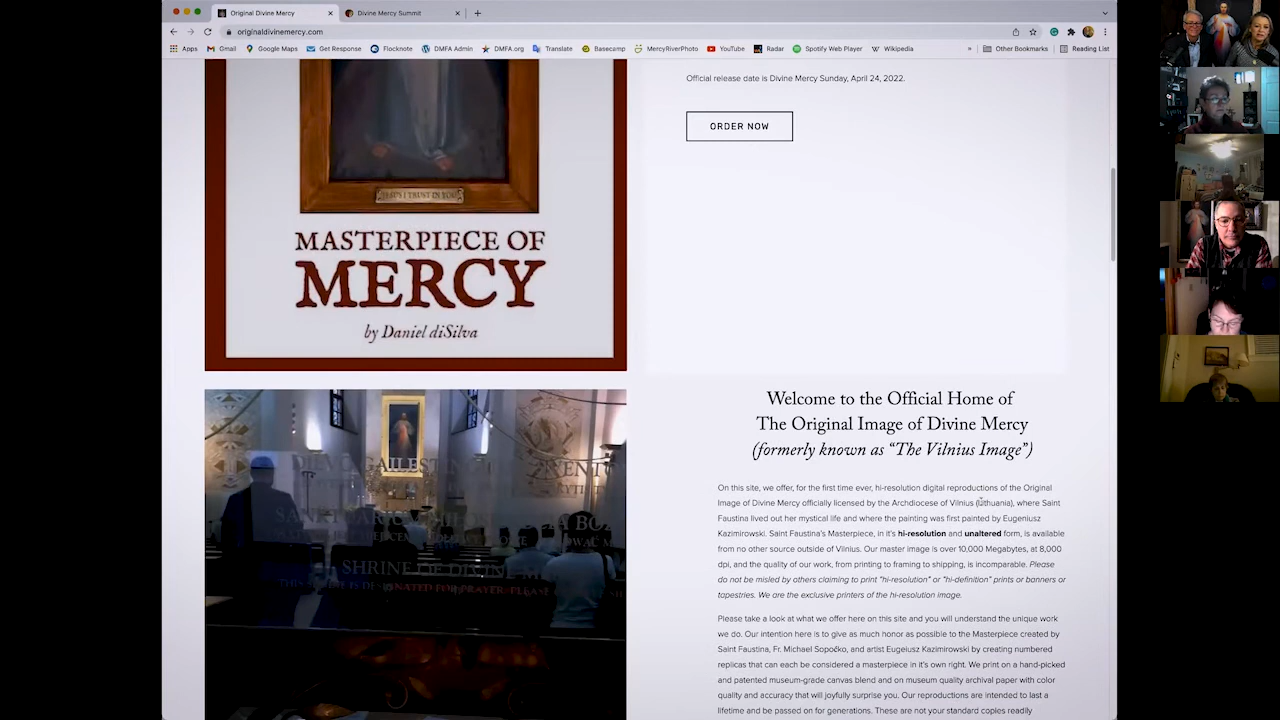 Original Divine Mercy
Divine Mercy Summit
originaldivinemercy.com
Apps
Gmail
Google Maps
Get Response
Flocknote
DMFA Admin
DMFA.org
Translate
Basecamp
MercyRiverPhoto
YouTube
Radar
Spotify Web Player
Wikipedia
Other Bookmarks
Reading List
Official release date is Divine Mercy Sunday, April 24, 2022.
ORDER NOW
JESUS I TRUST IN YOU
MASTERPIECE OF
MERCY
by Daniel diSilva
Welcome to the Official Home of
The Original Image of Divine Mercy
(formerly known as “The Vilnius Image”)
On this site, we offer, for the first time ever, hi-resolution digital reproductions of the Original
Image of Divine Mercy officially licensed by the Archdiocese of Vilnius (Lithuania), where Saint
Faustina lived out her mystical life and where the painting was first painted by Eugeniusz
Kazimirowski. Saint Faustina's Masterpiece, in it's hi-resolution and unaltered form, is available
from no other source outside of Vilnius. Our master image is over 10,000 Megabytes, at 8,000
dpi, and the quality of our work, from printing to framing to shipping, is incomparable. Please
do not be misled by others claiming to print "hi-resolution" or "hi-definition" prints or banners or
tapestries. We are the exclusive printers of the hi-resolution image.
Please take a look at what we offer here on this site and you will understand the unique work
we do. Our intention here is to give as much honor as possible to the Masterpiece created by
Saint Faustina, Fr. Michael Sopoćko, and artist Eugeiusz Kazimirowski by creating numbered
replicas that can each be considered a masterpiece in it's own right. We print on a hand-picked
and patented museum-grade canvas blend and on museum quality archival paper with color
quality and accuracy that will joyfully surprise you. Our reproductions are intended to last a
lifetime and be passed on for generations. These are not your standard copies readily
GAILESTIN
SHRINE OF DIVINE M